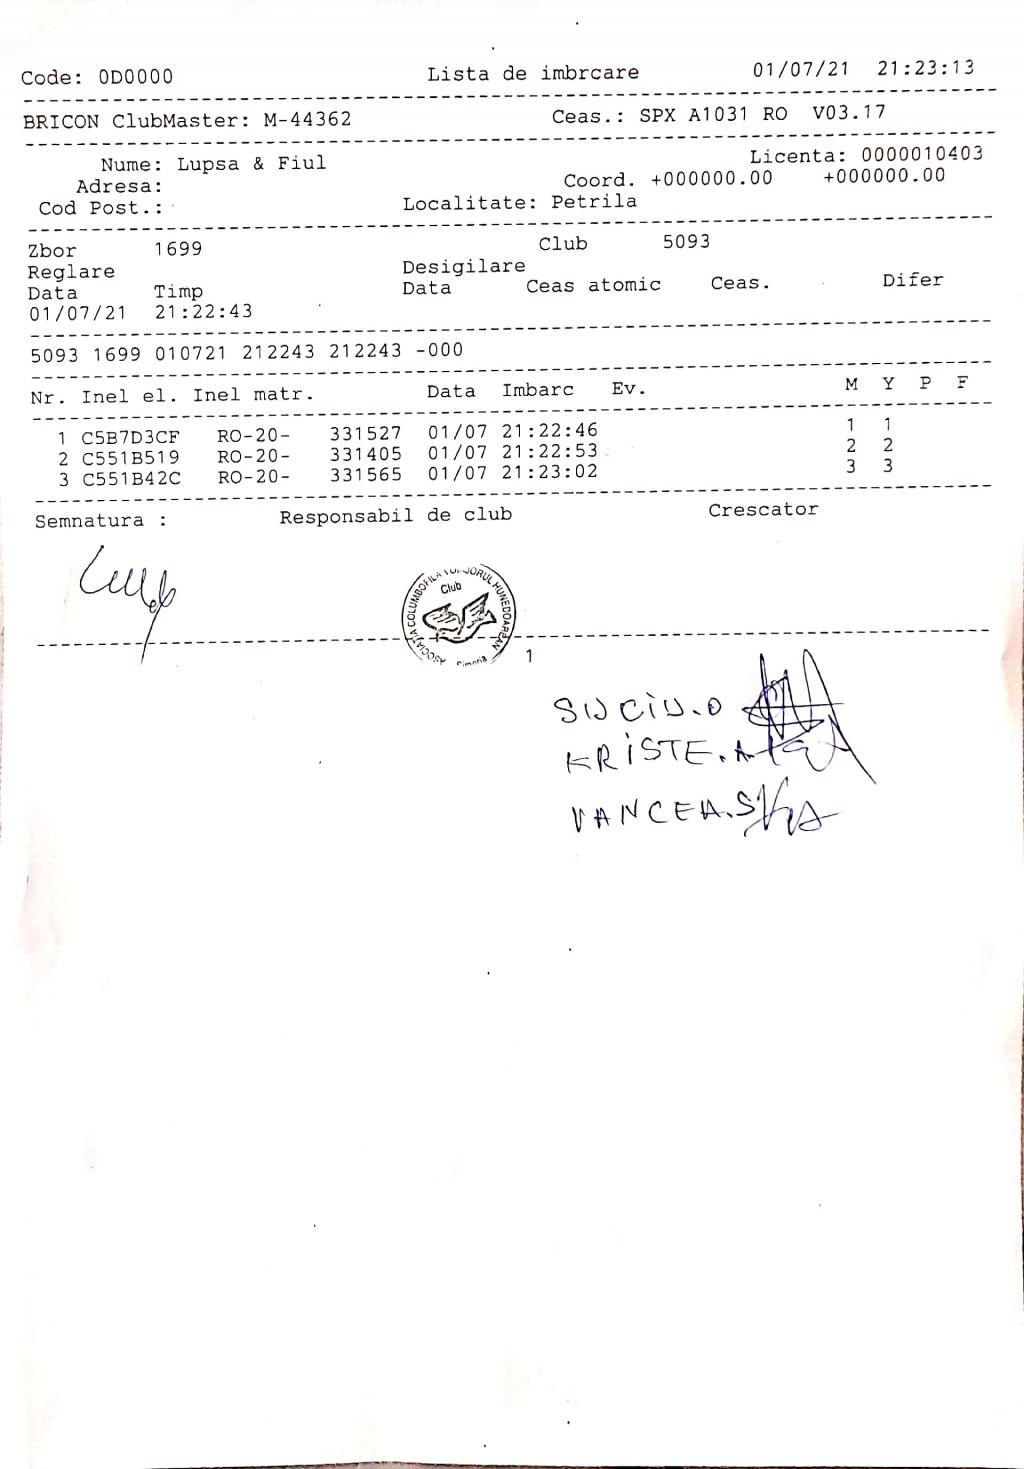 Code: 0D0000 Lista de imbrcare 01/07/21 21:23:13
BRICON ClubMaster: M-44362 Ceas.: SPX A1031 RO V03.17
Nume: Lupsa & Fiul Licenta: 0000010403
Adresa: Coord. +000000.00 +000000.00
Cod Post.: Localitate: Petrila
Zbor 1699 Club 5093
Reglare Desigilare
Data Timp Data Ceas atomic Ceas. Difer
01/07/21 21:22:43
5093 1699 010721 212243 212243 -000
Nr. Inel el. Inel matr. Data Imbarc Ev. M Y P F
1 C5B7D3CF RO-20- 331527 01/07 21:22:46 1 1
2 C551B519 RO-20- 331405 01/07 21:22:53 2 2
3 C551B42C RO-20- 331565 01/07 21:23:02 3 3
Semnatura : Responsabil de club Crescator
ASOCIATIA COLUMBOFILA HUNEDOAREAN
Club
Simeria
1
SUCIU.O
KRISTE.A
VANCEA.S